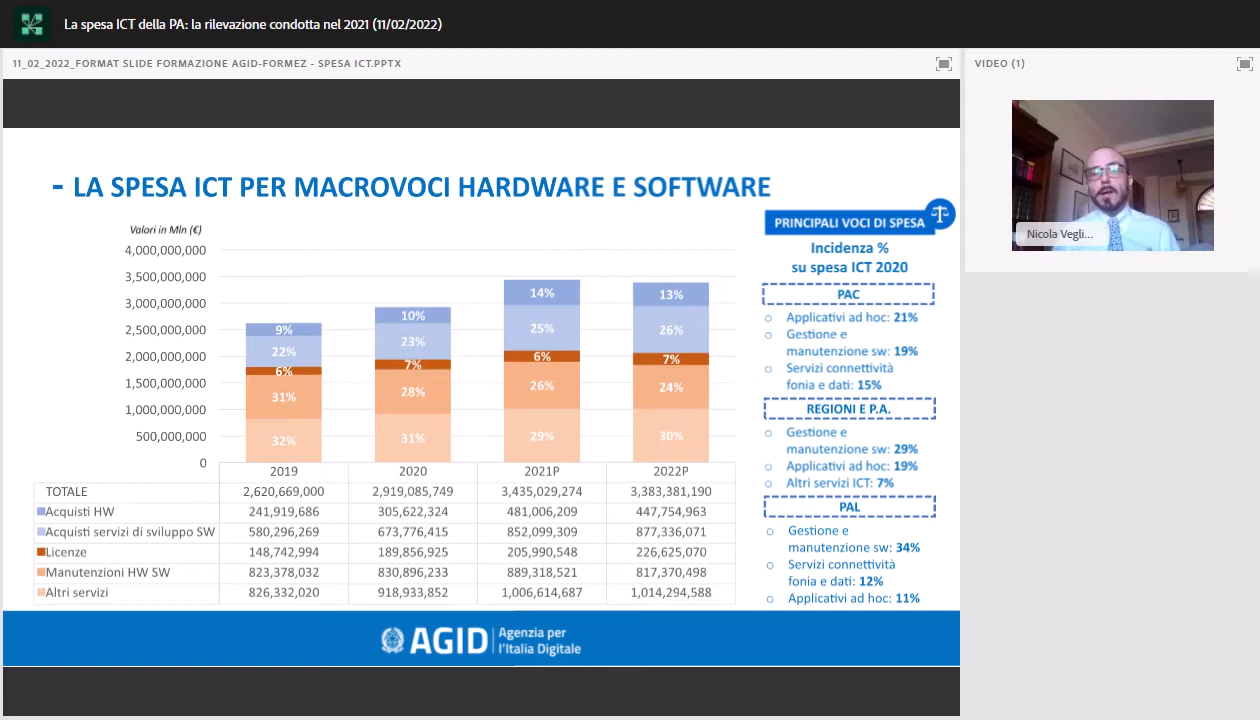 La spesa ICT della PA: la rilevazione condotta nel 2021 (11/02/2022)
11_02_2022_FORMAT SLIDE FORMAZIONE AGID-FORMEZ - SPESA ICT.PPTX
VIDEO (1)
Nicola Vegli...
- LA SPESA ICT PER MACROVOCI HARDWARE E SOFTWARE
Valori in Mln (€)
4,000,000,000
3,500,000,000
3,000,000,000
2,500,000,000
2,000,000,000
1,500,000,000
1,000,000,000
500,000,000
0
9%
22%
6%
31%
32%
10%
23%
7%
28%
31%
14%
25%
6%
26%
29%
13%
26%
7%
24%
30%
2019 2020 2021P 2022P
TOTALE 2,620,669,000 2,919,085,749 3,435,029,274 3,383,381,190
Acquisti HW 241,919,686 305,622,324 481,006,209 447,754,963
Acquisti servizi di sviluppo SW 580,296,269 673,776,415 852,099,309 877,336,071
Licenze 148,742,994 189,856,925 205,990,548 226,625,070
Manutenzioni HW SW 823,378,032 830,896,233 889,318,521 817,370,498
Altri servizi 826,332,020 918,933,852 1,006,614,687 1,014,294,588
PRINCIPALI VOCI DI SPESA
Incidenza %
su spesa ICT 2020
PAC
Applicativi ad hoc: 21%
Gestione e
manutenzione sw: 19%
Servizi connettività
fonia e dati: 15%
REGIONI E P.A.
Gestione e
manutenzione sw: 29%
Applicativi ad hoc: 19%
Altri servizi ICT: 7%
PAL
Gestione e
manutenzione sw: 34%
Servizi connettività
fonia e dati: 12%
Applicativi ad hoc: 11%
AGID
Agenzia per
l'Italia Digitale